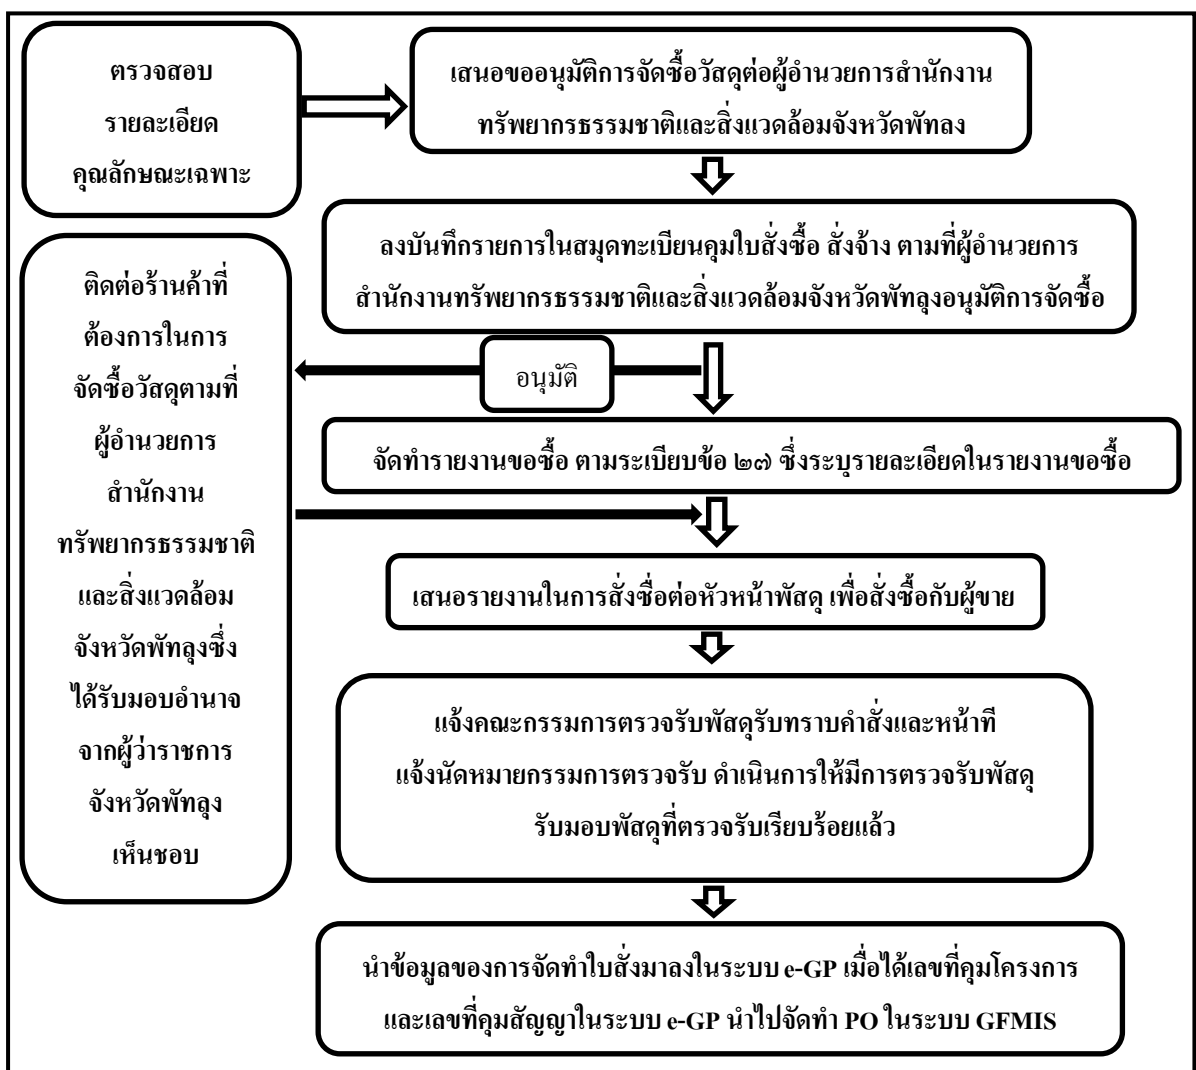 ตรวจสอบ
รายละเอียด
คุณลักษณะเฉพาะ
เสนอขออนุมัติการจัดซื้อวัสดุต่อผู้อำนวยการสำนักงาน
ทรัพยากรธรรมชาติและสิ่งแวดล้อมจังหวัดพัทลง
ลงบันทึกรายการในสมุดทะเบียนคุมใบสั่งซื้อ สั่งจ้าง ตามที่ผู้อำนวยการ
สำนักงานทรัพยากรธรรมชาติและสิ่งแวดล้อมจังหวัดพัทลุงอนุมัติการจัดซื้อ
อนุมัติ
ติดต่อร้านค้าที่
ต้องการในการ
จัดซื้อวัสดุตามที่
ผู้อำนวยการ
สำนักงาน
ทรัพยากรธรรมชาติ
และสิ่งแวดล้อม
จังหวัดพัทลุงซึ่ง
ได้รับมอบอำนาจ
จากผู้ว่าราชการ
จังหวัดพัทลุง
เห็นชอบ
จัดทำรายงานขอซื้อ ตามระเบียบข้อ ๒๗ ซึ่งระบุรายละเอียดในรายงานขอซื้อ
เสนอรายงานในการสั่งซื่อต่อหัวหน้าพัสดุ เพื่อสั่งซื้อกับผู้ขาย
แจ้งคณะกรรมการตรวจรับพัสดุรับทราบคำสั่งและหน้าที
แจ้งนัดหมายกรรมการตรวจรับ ดำเนินการให้มีการตรวจรับพัสดุ
รับมอบพัสดุที่ตรวจรับเรียบร้อยแล้ว
นำข้อมูลของการจัดทำใบสั่งมาลงในระบบ e-GP เมื่อได้เลขที่คุมโครงการ
และเลขที่คุมสัญญาในระบบ e-GP นำไปจัดทำ PO ในระบบ GFMIS